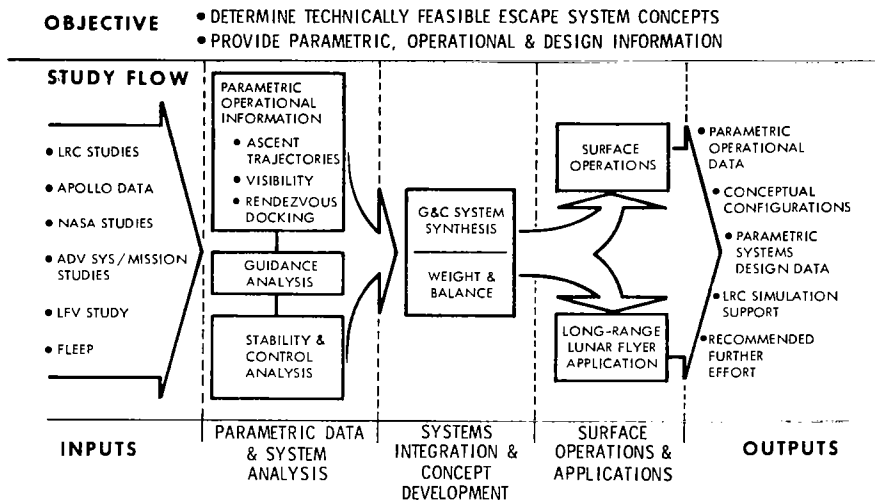 OBJECTIVE
• DETERMINE TECHNICALLY FEASIBLE ESCAPE SYSTEM CONCEPTS
• PROVIDE PARAMETRIC, OPERATIONAL & DESIGN INFORMATION
STUDY FLOW
• LRC STUDIES
• APOLLO DATA
• NASA STUDIES
• ADV SYS/MISSION
STUDIES
• LFV STUDY
• FLEEP
PARAMETRIC
OPERATIONAL
INFORMATION
• ASCENT
TRAJECTORIES
• VISIBILITY
• RENDEZVOUS
DOCKING
GUIDANCE
ANALYSIS
STABILITY &
CONTROL
ANALYSIS
G&C SYSTEM
SYNTHESIS
WEIGHT &
BALANCE
SURFACE
OPERATIONS
LONG-RANGE
LUNAR FLYER
APPLICATION
• PARAMETRIC
OPERATIONAL
DATA
• CONCEPTUAL
CONFIGURATIONS
• PARAMETRIC
SYSTEMS
DESIGN DATA
• LRC SIMULATION
SUPPORT
• RECOMMENDED
FURTHER
EFFORT
INPUTS
PARAMETRIC DATA
& SYSTEM
ANALYSIS
SYSTEMS
INTEGRATION &
CONCEPT
DEVELOPMENT
SURFACE
OPERATIONS &
APPLICATIONS
OUTPUTS